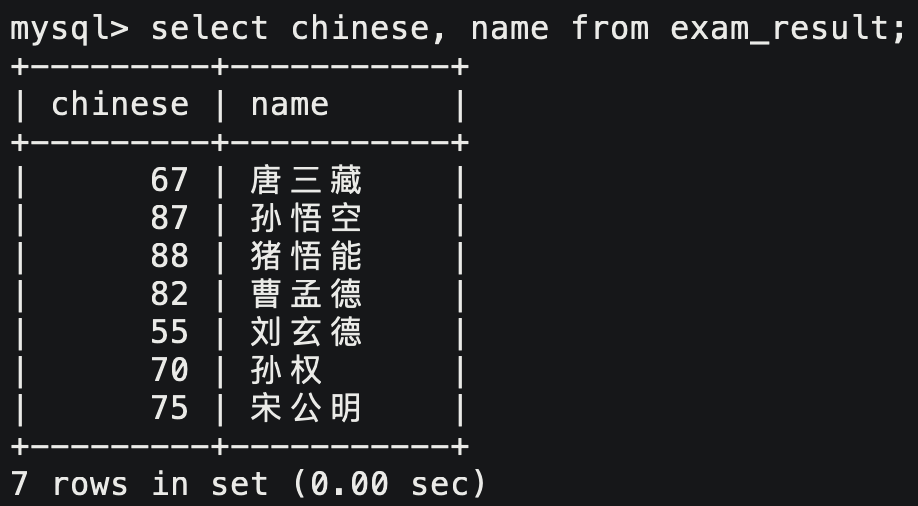 mysql> select chinese, name from exam_result;
+---------+-----------+
| chinese | name      |
+---------+-----------+
|      67 | 唐三藏    |
|      87 | 孙悟空    |
|      88 | 猪悟能    |
|      82 | 曹孟德    |
|      55 | 刘玄德    |
|      70 | 孙权      |
|      75 | 宋公明    |
+---------+-----------+
7 rows in set (0.00 sec)